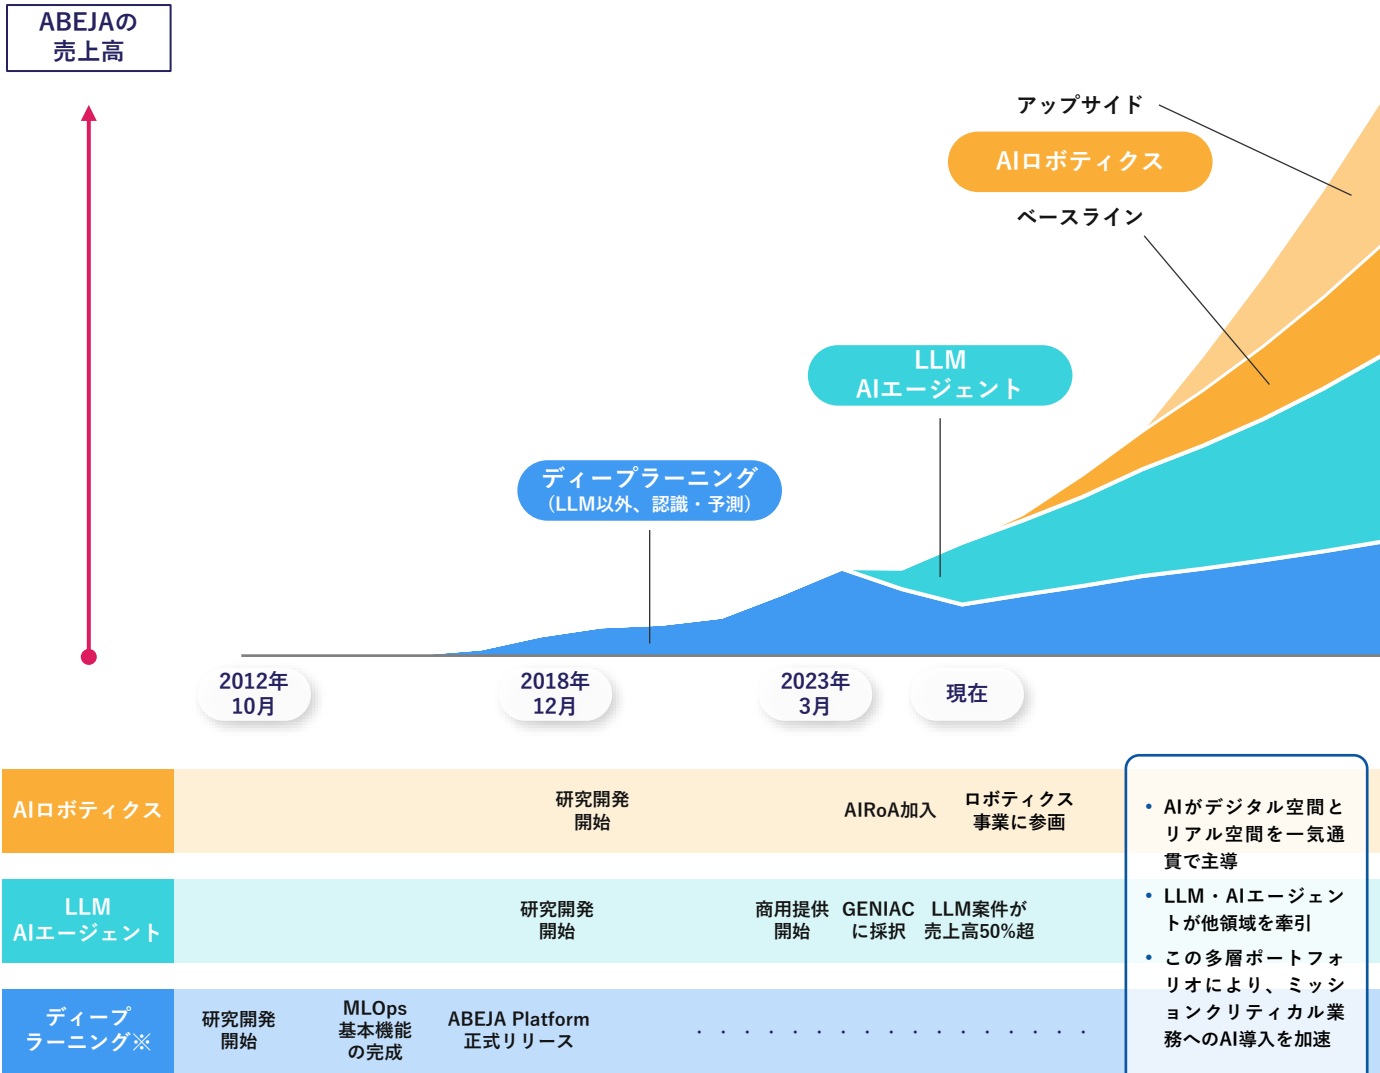 ABEJAの
売上高
アップサイド
AIロボティクス
ベースライン
LLM
AIエージェント
ディープラーニング
（LLM以外、認識・予測）
2012年
10月
2018年
12月
2023年
3月
現在
AIロボティクス
研究開発
開始
AIRoA加入
ロボティクス
事業に参画
LLM
AIエージェント
研究開発
開始
商用提供
開始
GENIAC
に採択
LLM案件が
売上高50%超
ディープ
ラーニング※
研究開発
開始
MLOps
基本機能
の完成
ABEJA Platform
正式リリース
・・・・・・・・・・・・・・・・・
• AIがデジタル空間と
リアル空間を一気通
貫で主導
• LLM・AIエージェン
トが他領域を牽引
• この多層ポートフォ
リオにより、ミッシ
ョンクリティカル業
務へのAI導入を加速